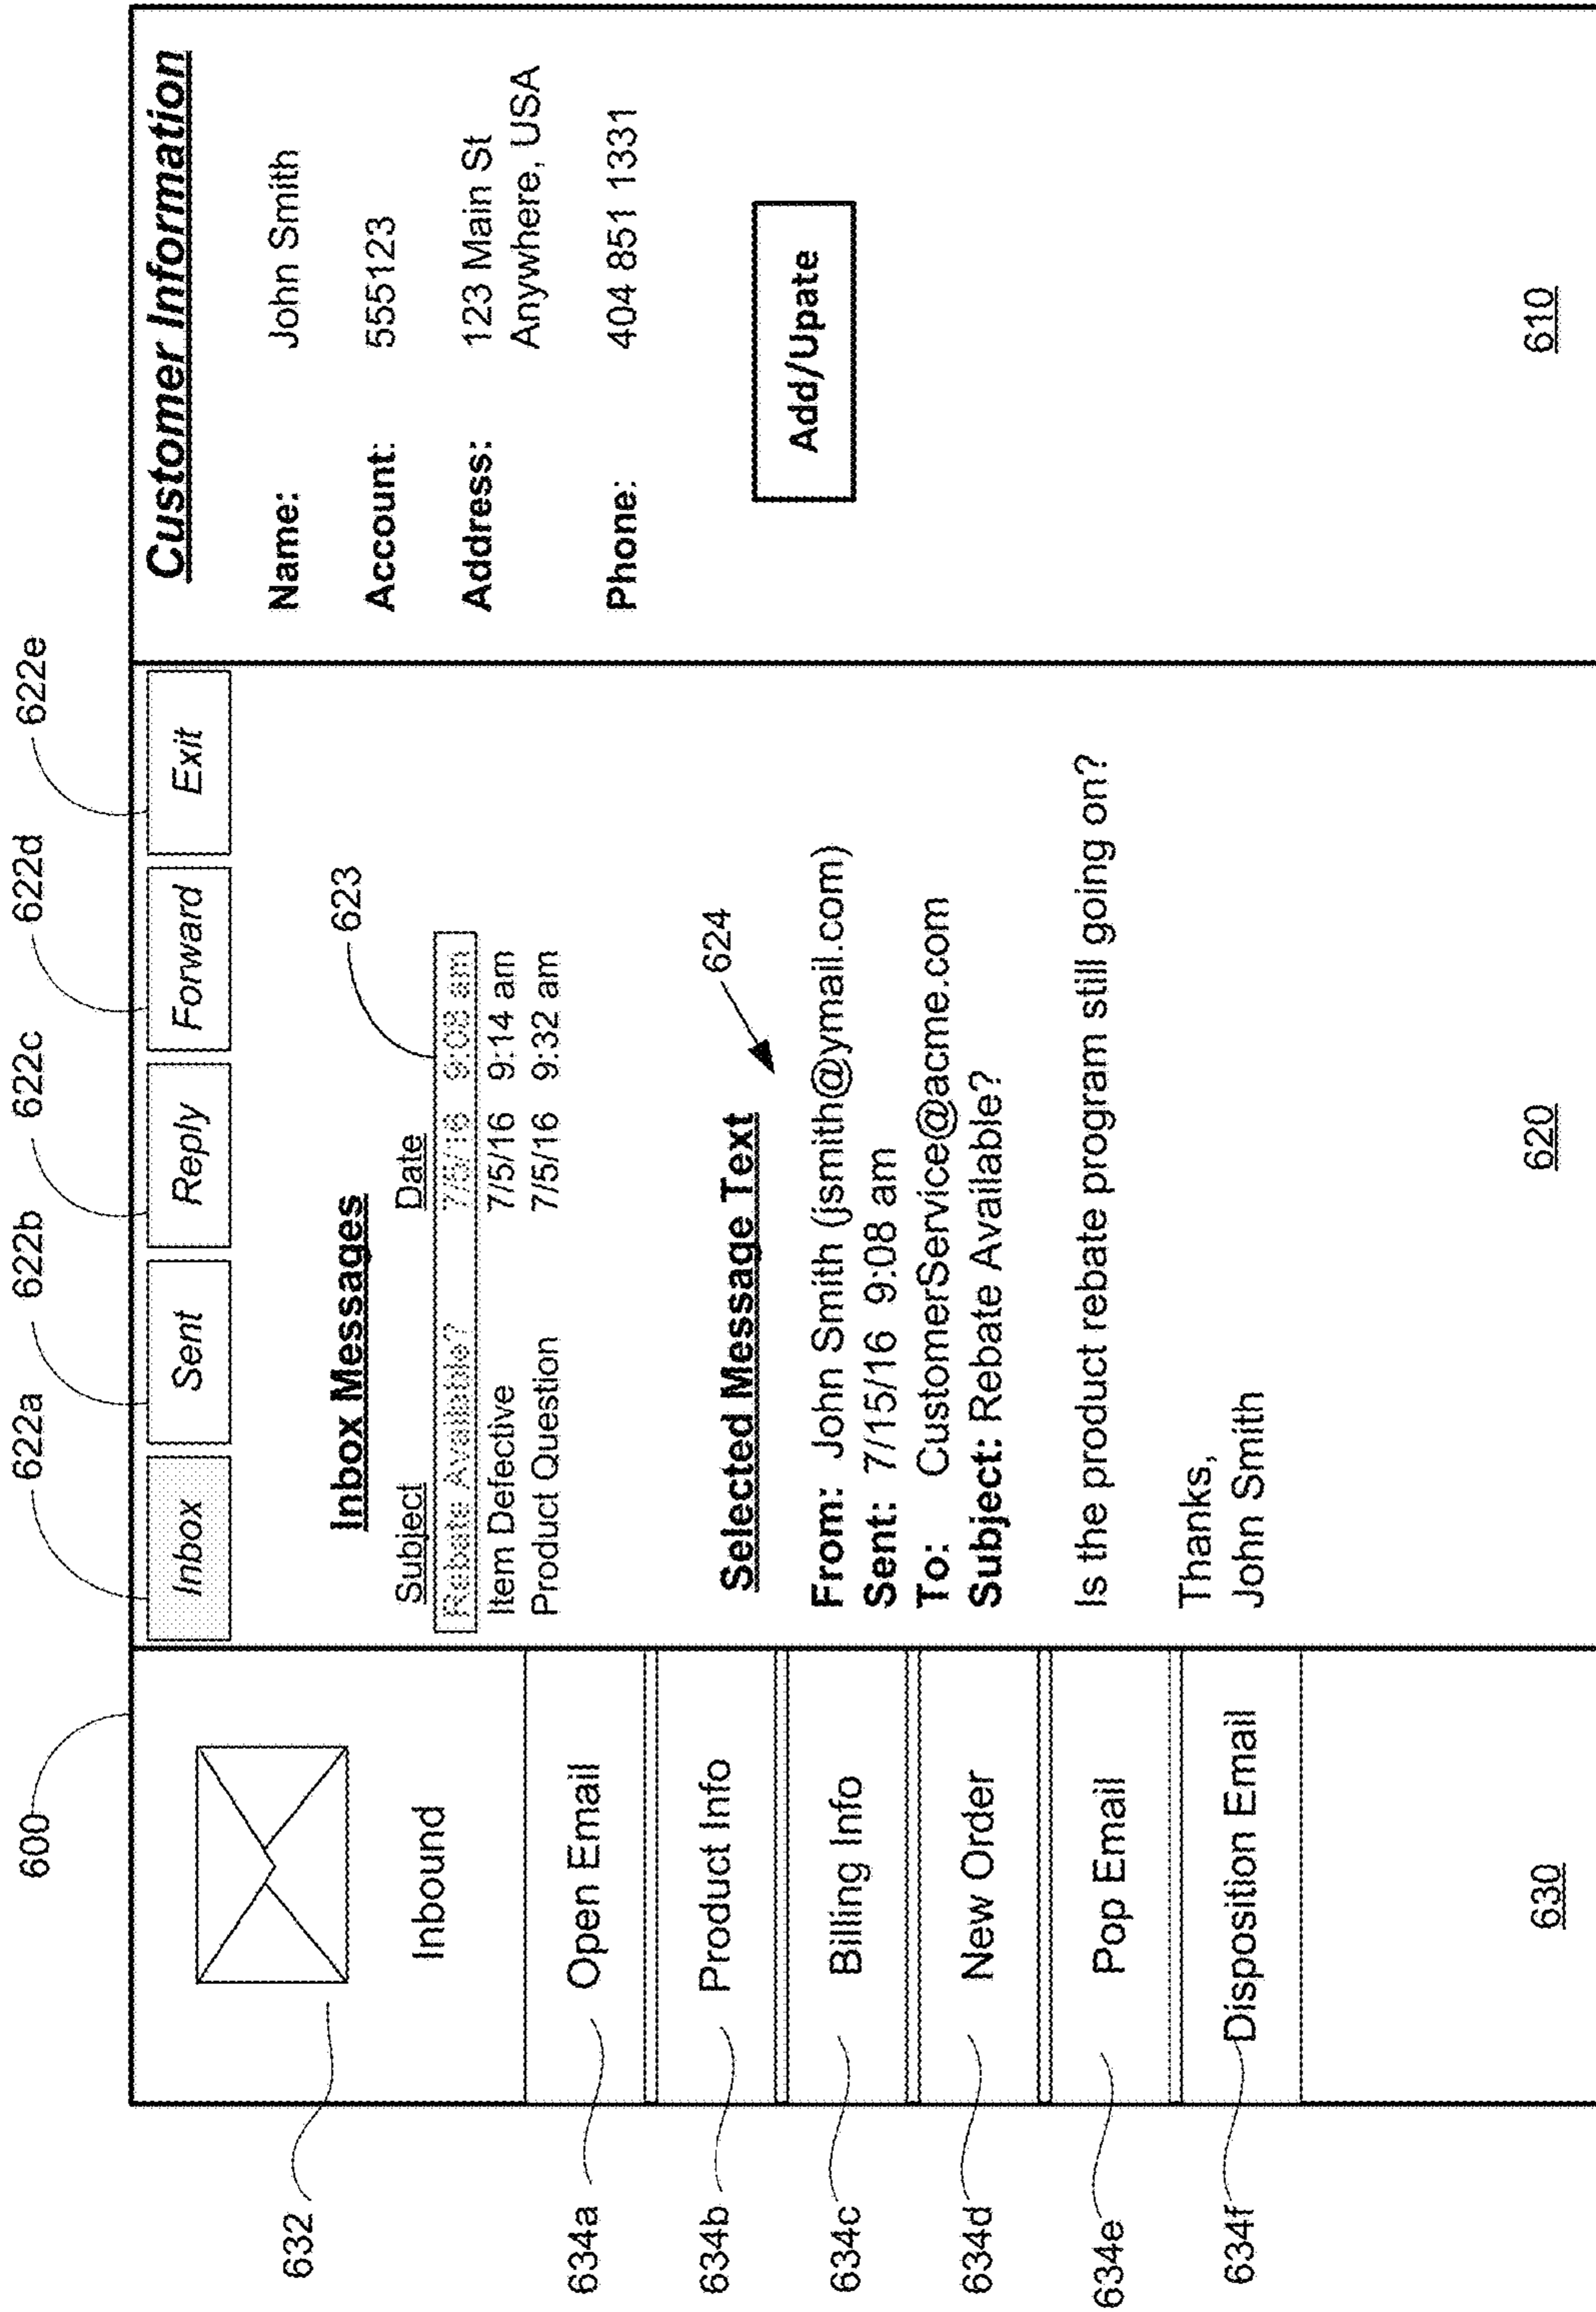 600
622a
622b
622c
622d
622e
632
Inbound
634a
Open Email
634b
Product Info
634c
Billing Info
634d
New Order
634e
Pop Email
634f
Disposition Email
630
Inbox
Sent
Reply
Forward
Exit
Inbox Messages
623
Subject Date
Rebate Available? 7/5/16 9:08 am
Item Defective 7/5/16 9:14 am
Product Question 7/5/16 9:32 am
Selected Message Text
624
From: John Smith (jsmith@ymail.com)
Sent: 7/15/16 9:08 am
To: CustomerService@acme.com
Subject: Rebate Available?
Is the product rebate program still going on?
Thanks,
John Smith
620
Customer Information
Name: John Smith
Account: 555123
Address: 123 Main St
Anywhere, USA
Phone: 404 851 1331
Add/Upate
610